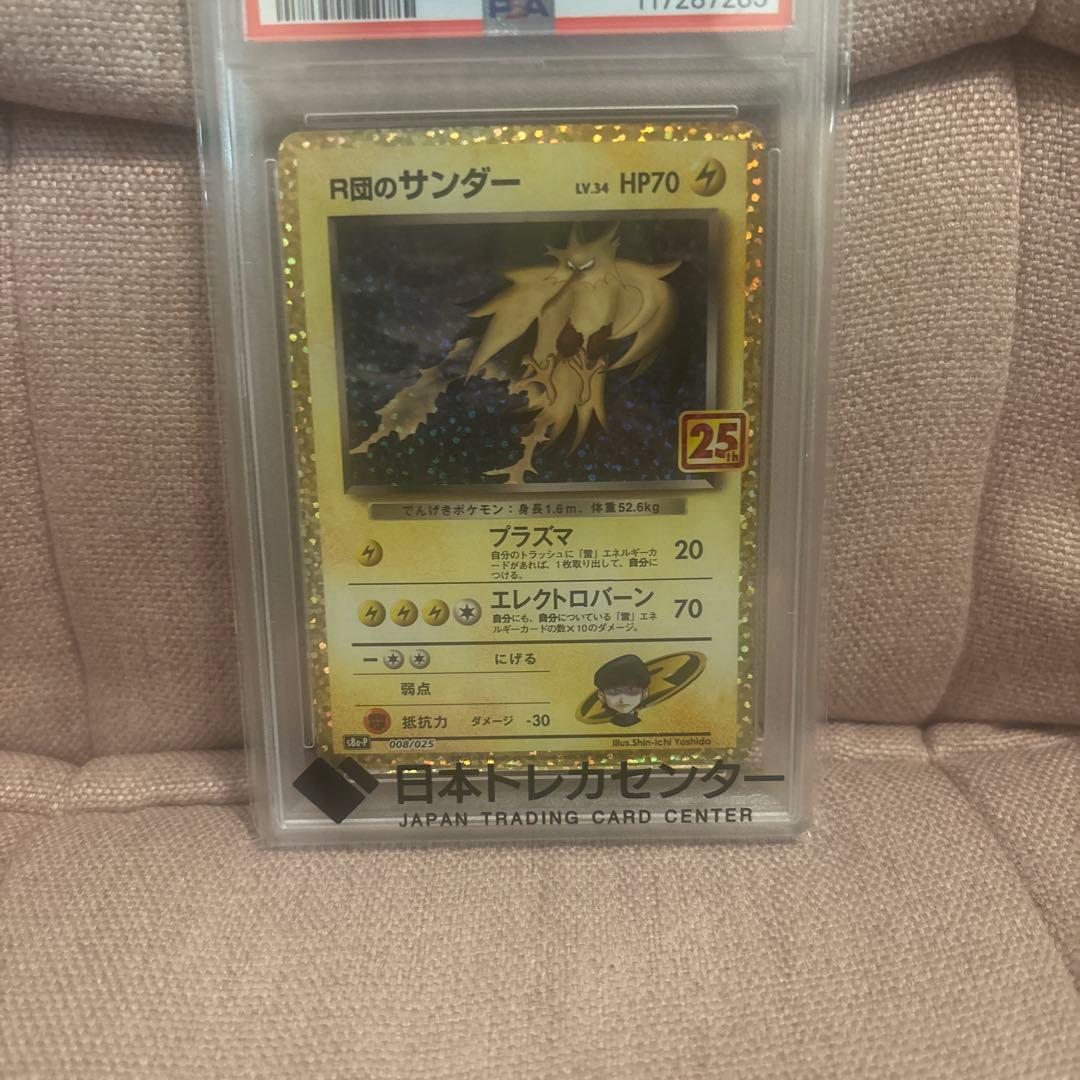 PSA
R団のサンダー LV.34 HP70
25th
でんげきポケモン：身長1.6m．体重52.6kg
プラズマ 20
自分のトラッシュに「雷」エネルギーカ
ードがあれば、1枚取り出して、自分に
つける。
エレクトロバーン 70
自分にも、自分についている「雷」エネ
ルギーカードの数×10のダメージ。
にげる
弱点
抵抗力 ダメージ -30
s8a-P 008/025 Illus.Shin-ichi Yoshida
日本トレカセンター
JAPAN TRADING CARD CENTER